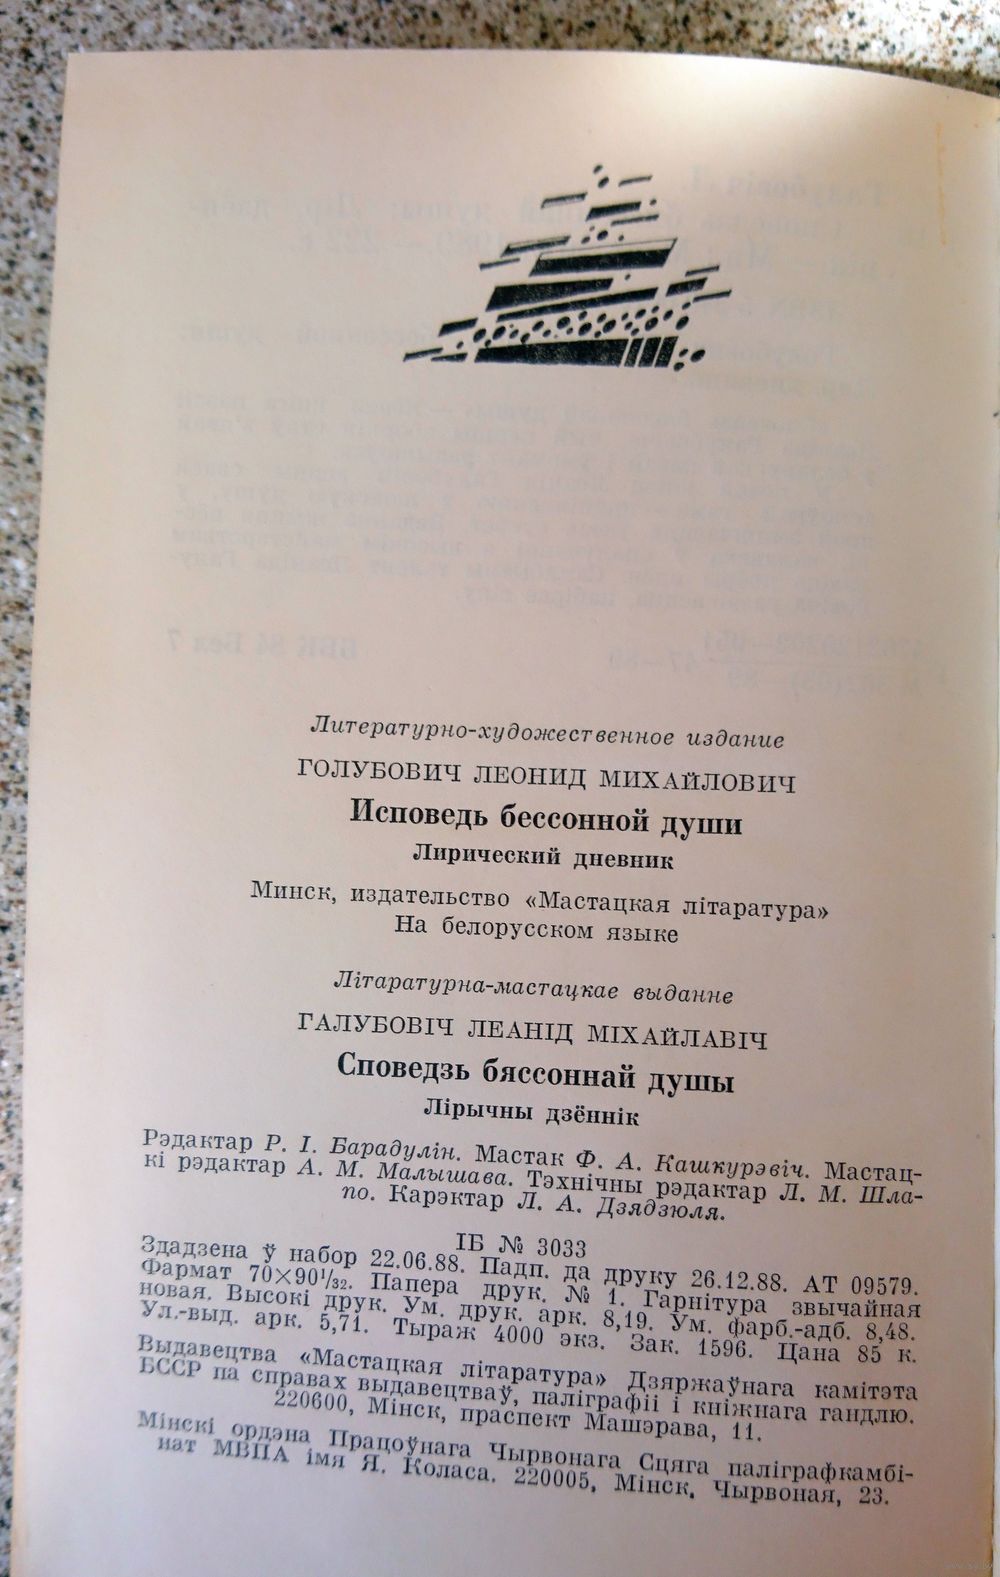 Литературно-художественное издание
ГОЛУБОВИЧ ЛЕОНИД МИХАЙЛОВИЧ
Исповедь бессонной души
Лирический дневник
Минск, издательство «Мастацкая літаратура»
На белорусском языке
Літаратурна-мастацкае выданне
ГАЛУБОВІЧ ЛЕАНІД МІХАЙЛАВІЧ
Споведзь бяссоннай душы
Лірычны дзённік
Рэдактар Р. І. Барадулін. Мастак Ф. А. Кашкурэвіч. Мастац-
кі рэдактар А. М. Малышава. Тэхнічны рэдактар Л. М. Шла-
по. Карэктар Л. А. Дзядзюля.
ІБ № 3033
Здадзена ў набор 22.06.88. Падп. да друку 26.12.88. АТ 09579.
Фармат 70×90¹/₃₂. Папера друк. № 1. Гарнітура звычайная
новая. Высокі друк. Ум. друк. арк. 8,19. Ум. фарб.-адб. 8,48.
Ул.-выд. арк. 5,71. Тыраж 4000 экз. Зак. 1596. Цана 85 к.
Выдавецтва «Мастацкая літаратура» Дзяржаўнага камітэта
БССР па справах выдавецтваў, паліграфіі і кніжнага гандлю.
220600, Мінск, праспект Машэрава, 11.
Мінскі ордэна Працоўнага Чырвонага Сцяга паліграфкамбі-
нат МВПА імя Я. Коласа. 220005, Мінск, Чырвоная, 23.